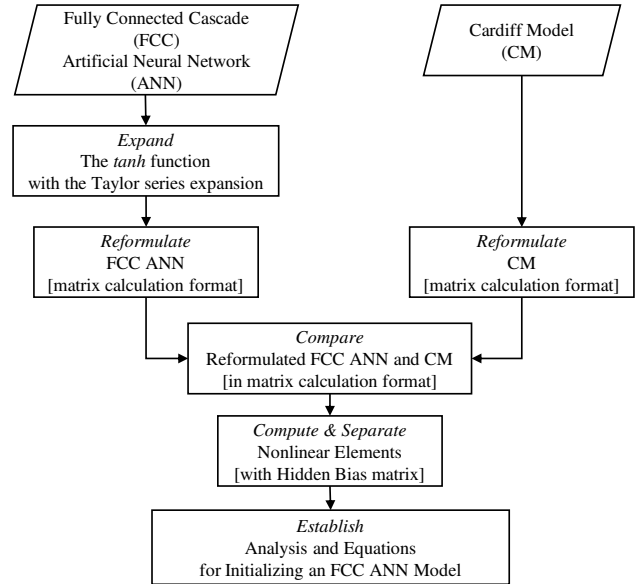 Fully Connected Cascade
(FCC)
Artificial Neural Network
(ANN)
Cardiff Model
(CM)
Expand
The tanh function
with the Taylor series expansion
Reformulate
FCC ANN
[matrix calculation format]
Reformulate
CM
[matrix calculation format]
Compare
Reformulated FCC ANN and CM
[in matrix calculation format]
Compute & Separate
Nonlinear Elements
[with Hidden Bias matrix]
Establish
Analysis and Equations
for Initializing an FCC ANN Model